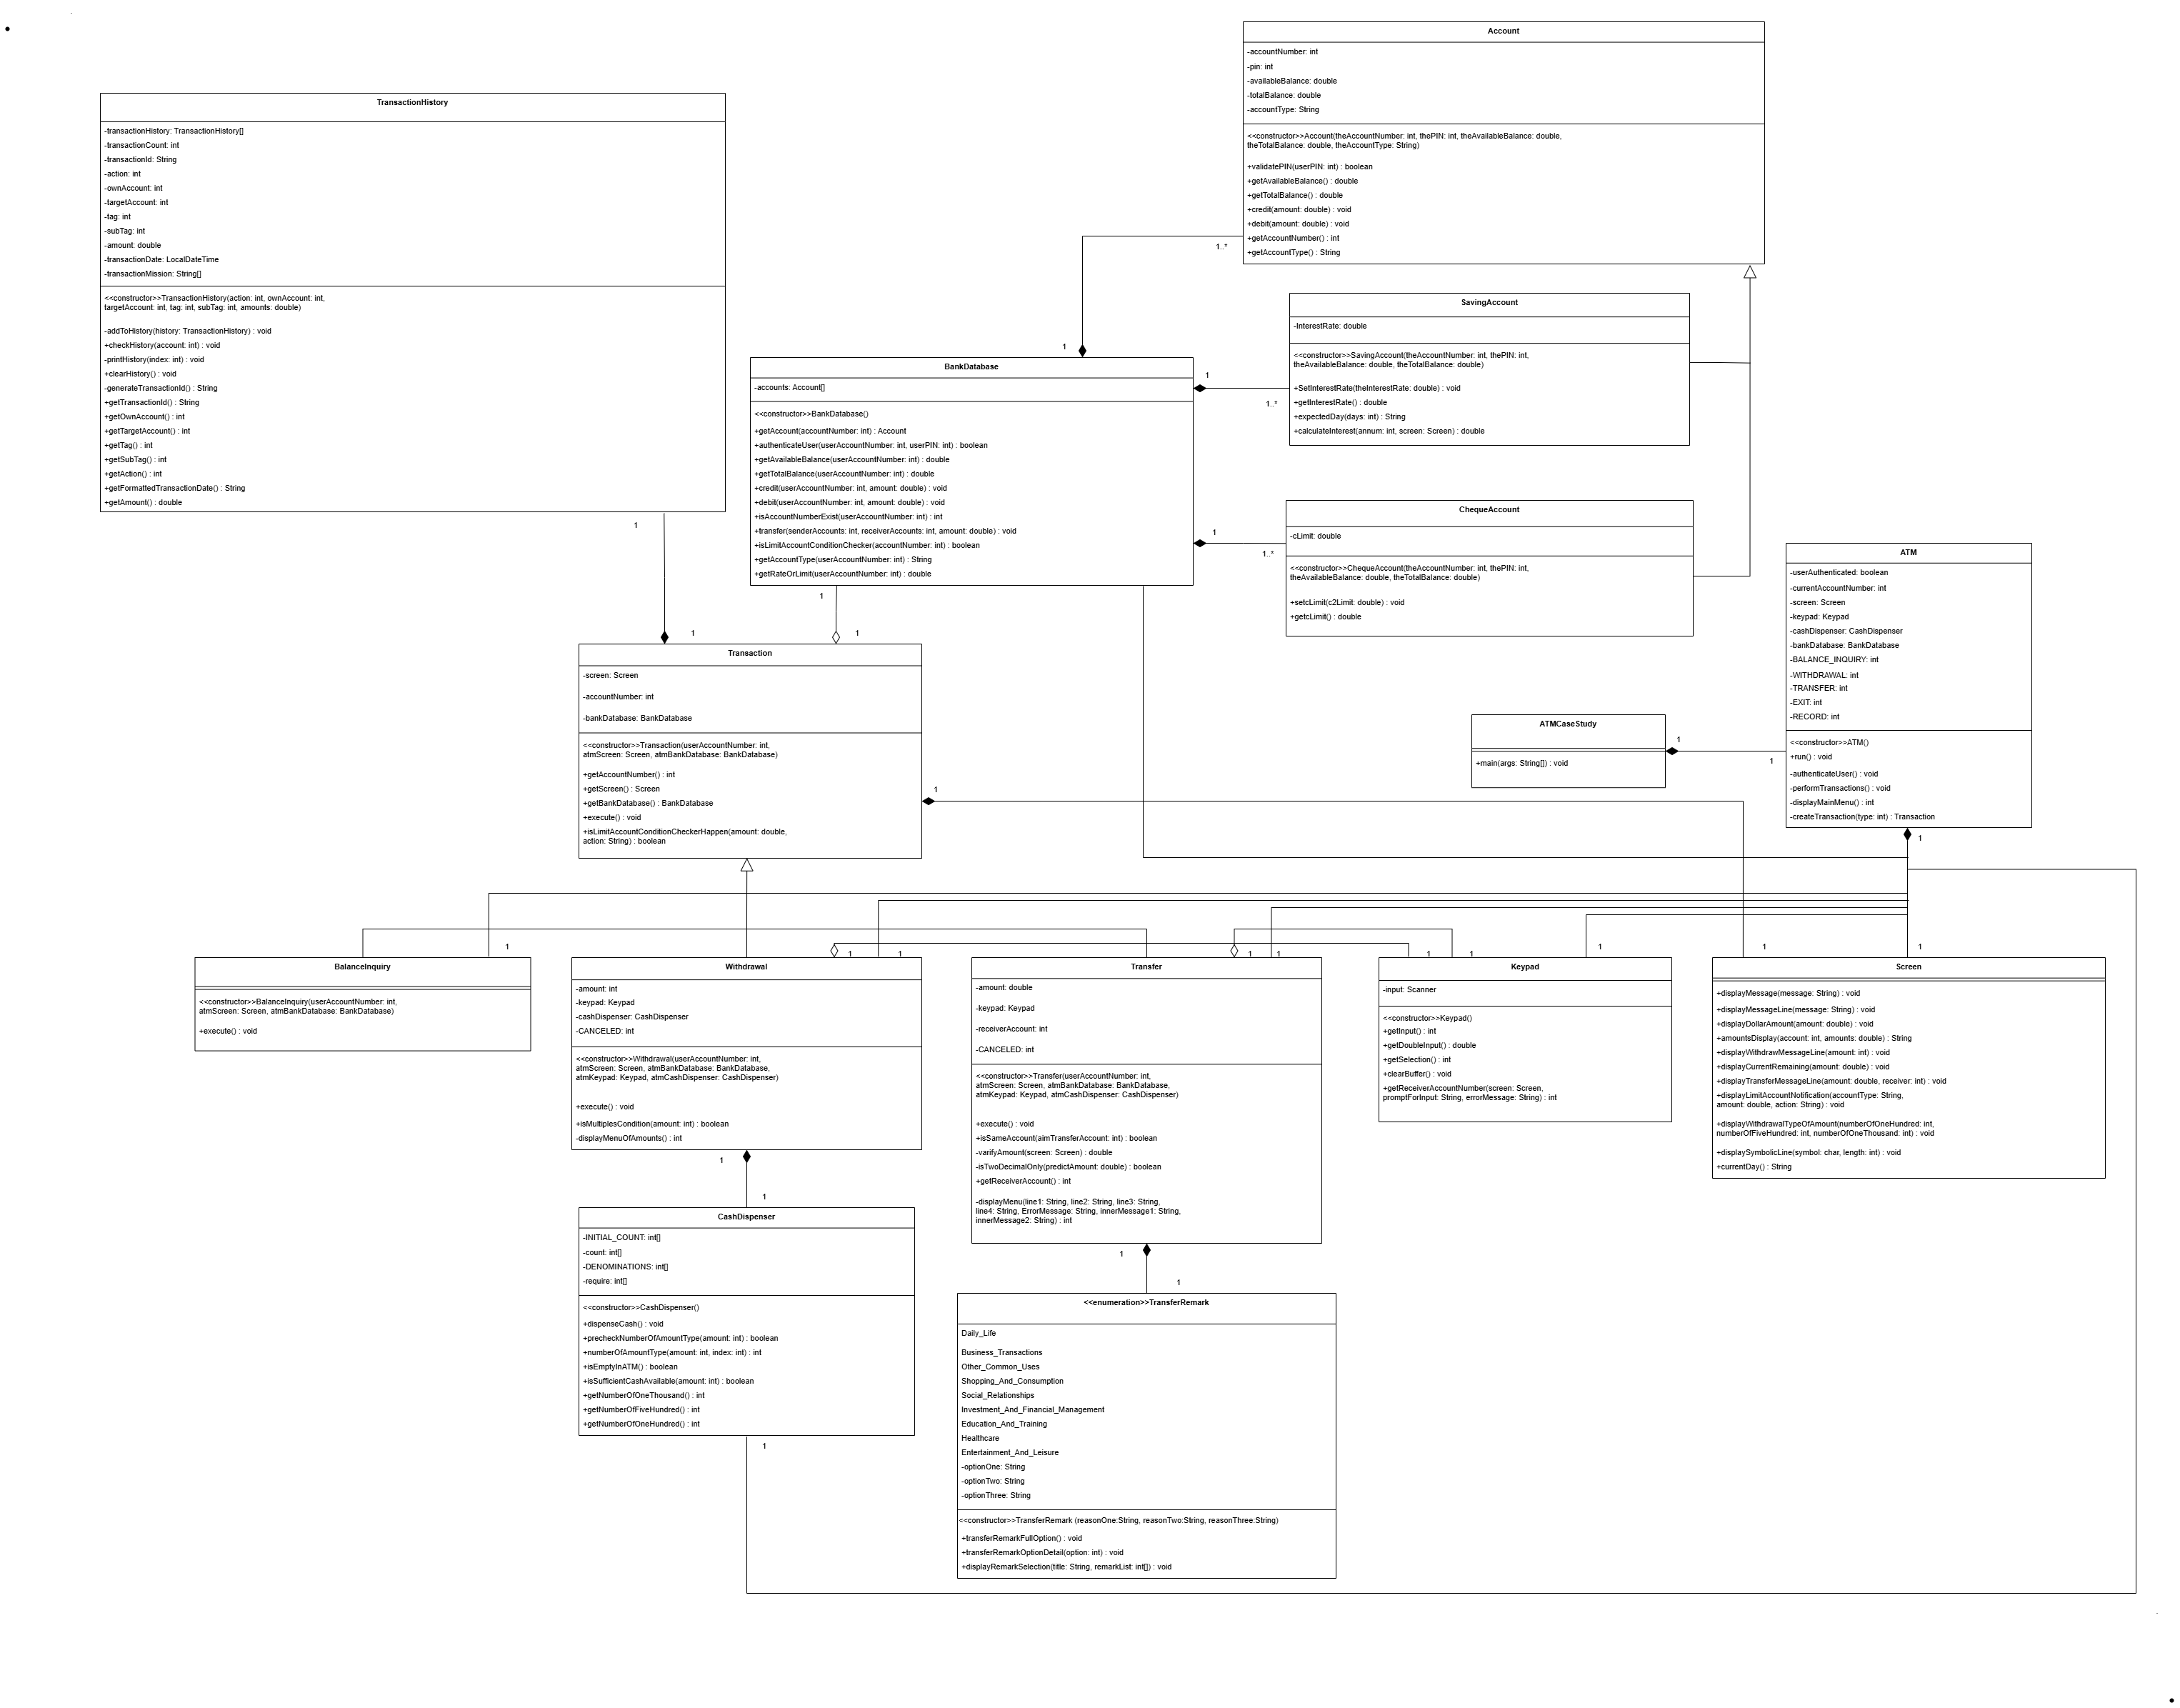 Account
-accountNumber: int
-pin: int
-availableBalance: double
-totalBalance: double
-accountType: String
<<constructor>>Account(theAccountNumber: int, thePIN: int, theAvailableBalance: double,
theTotalBalance: double, theAccountType: String)
+validatePIN(userPIN: int) : boolean
+getAvailableBalance() : double
+getTotalBalance() : double
+credit(amount: double) : void
+debit(amount: double) : void
+getAccountNumber() : int
+getAccountType() : String
TransactionHistory
-transactionHistory: TransactionHistory[]
-transactionCount: int
-transactionId: String
-action: int
-ownAccount: int
-targetAccount: int
-tag: int
-subTag: int
-amount: double
-transactionDate: LocalDateTime
-transactionMission: String[]
<<constructor>>TransactionHistory(action: int, ownAccount: int,
targetAccount: int, tag: int, subTag: int, amounts: double)
-addToHistory(history: TransactionHistory) : void
+checkHistory(account: int) : void
-printHistory(index: int) : void
+clearHistory() : void
-generateTransactionId() : String
+getTransactionId() : String
+getOwnAccount() : int
+getTargetAccount() : int
+getTag() : int
+getSubTag() : int
+getAction() : int
+getFormattedTransactionDate() : String
+getAmount() : double
1
1
1..*
1
BankDatabase
-accounts: Account[]
<<constructor>>BankDatabase()
+getAccount(accountNumber: int) : Account
+authenticateUser(userAccountNumber: int, userPIN: int) : boolean
+getAvailableBalance(userAccountNumber: int) : double
+getTotalBalance(userAccountNumber: int) : double
+credit(userAccountNumber: int, amount: double) : void
+debit(userAccountNumber: int, amount: double) : void
+isAccountNumberExist(userAccountNumber: int) : int
+transfer(senderAccounts: int, receiverAccounts: int, amount: double) : void
+isLimitAccountConditionChecker(accountNumber: int) : boolean
+getAccountType(userAccountNumber: int) : String
+getRateOrLimit(userAccountNumber: int) : double
1
1
1
1..*
1
1..*
SavingAccount
-InterestRate: double
<<constructor>>SavingAccount(theAccountNumber: int, thePIN: int,
theAvailableBalance: double, theTotalBalance: double)
+SetInterestRate(theInterestRate: double) : void
+getInterestRate() : double
+expectedDay(days: int) : String
+calculateInterest(annum: int, screen: Screen) : double
ChequeAccount
-cLimit: double
<<constructor>>ChequeAccount(theAccountNumber: int, thePIN: int,
theAvailableBalance: double, theTotalBalance: double)
+setcLimit(c2Limit: double) : void
+getcLimit() : double
ATM
-userAuthenticated: boolean
-currentAccountNumber: int
-screen: Screen
-keypad: Keypad
-cashDispenser: CashDispenser
-bankDatabase: BankDatabase
-BALANCE_INQUIRY: int
-WITHDRAWAL: int
-TRANSFER: int
-EXIT: int
-RECORD: int
<<constructor>>ATM()
+run() : void
-authenticateUser() : void
-performTransactions() : void
-displayMainMenu() : int
-createTransaction(type: int) : Transaction
ATMCaseStudy
+main(args: String[]) : void
1
1
1
Transaction
-screen: Screen
-accountNumber: int
-bankDatabase: BankDatabase
<<constructor>>Transaction(userAccountNumber: int,
atmScreen: Screen, atmBankDatabase: BankDatabase)
+getAccountNumber() : int
+getScreen() : Screen
+getBankDatabase() : BankDatabase
+execute() : void
+isLimitAccountConditionCheckerHappen(amount: double,
action: String) : boolean
1
1
1
1
1
1
1
1
1
1
1
BalanceInquiry
<<constructor>>BalanceInquiry(userAccountNumber: int,
atmScreen: Screen, atmBankDatabase: BankDatabase)
+execute() : void
Withdrawal
-amount: int
-keypad: Keypad
-cashDispenser: CashDispenser
-CANCELED: int
<<constructor>>Withdrawal(userAccountNumber: int,
atmScreen: Screen, atmBankDatabase: BankDatabase,
atmKeypad: Keypad, atmCashDispenser: CashDispenser)
+execute() : void
+isMultiplesCondition(amount: int) : boolean
-displayMenuOfAmounts() : int
1
1
Transfer
-amount: double
-keypad: Keypad
-receiverAccount: int
-CANCELED: int
<<constructor>>Transfer(userAccountNumber: int,
atmScreen: Screen, atmBankDatabase: BankDatabase,
atmKeypad: Keypad, atmCashDispenser: CashDispenser)
+execute() : void
+isSameAccount(aimTransferAccount: int) : boolean
-varifyAmount(screen: Screen) : double
-isTwoDecimalOnly(predictAmount: double) : boolean
+getReceiverAccount() : int
-displayMenu(line1: String, line2: String, line3: String,
line4: String, ErrorMessage: String, innerMessage1: String,
innerMessage2: String) : int
1
1
Keypad
-input: Scanner
<<constructor>>Keypad()
+getInput() : int
+getDoubleInput() : double
+getSelection() : int
+clearBuffer() : void
+getReceiverAccountNumber(screen: Screen,
promptForInput: String, errorMessage: String) : int
Screen
+displayMessage(message: String) : void
+displayMessageLine(message: String) : void
+displayDollarAmount(amount: double) : void
+amountsDisplay(account: int, amounts: double) : String
+displayWithdrawMessageLine(amount: int) : void
+displayCurrentRemaining(amount: double) : void
+displayTransferMessageLine(amount: double, receiver: int) : void
+displayLimitAccountNotification(accountType: String,
amount: double, action: String) : void
+displayWithdrawalTypeOfAmount(numberOfOneHundred: int,
numberOfFiveHundred: int, numberOfOneThousand: int) : void
+displaySymbolicLine(symbol: char, length: int) : void
+currentDay() : String
CashDispenser
-INITIAL_COUNT: int[]
-count: int[]
-DENOMINATIONS: int[]
-require: int[]
<<constructor>>CashDispenser()
+dispenseCash() : void
+precheckNumberOfAmountType(amount: int) : boolean
+numberOfAmountType(amount: int, index: int) : int
+isEmptyInATM() : boolean
+isSufficientCashAvailable(amount: int) : boolean
+getNumberOfOneThousand() : int
+getNumberOfFiveHundred() : int
+getNumberOfOneHundred() : int
1
<<enumeration>>TransferRemark
Daily_Life
Business_Transactions
Other_Common_Uses
Shopping_And_Consumption
Social_Relationships
Investment_And_Financial_Management
Education_And_Training
Healthcare
Entertainment_And_Leisure
-optionOne: String
-optionTwo: String
-optionThree: String
<<constructor>>TransferRemark (reasonOne:String, reasonTwo:String, reasonThree:String)
+transferRemarkFullOption() : void
+transferRemarkOptionDetail(option: int) : void
+displayRemarkSelection(title: String, remarkList: int[]) : void